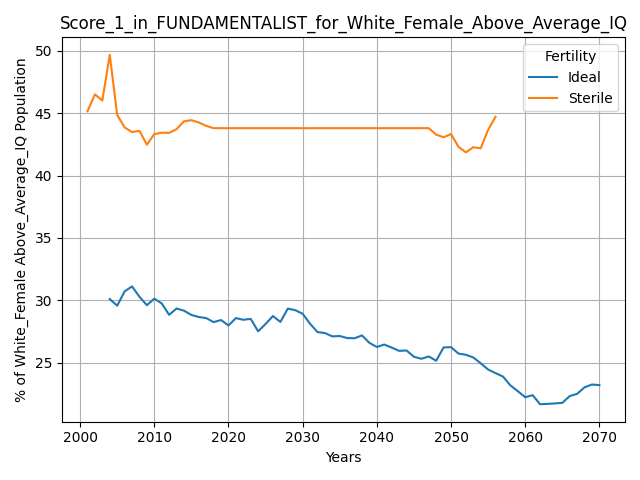 Score_1_in_FUNDAMENTALIST_for_White_Female_Above_Average_IQ
% of White_Female Above_Average_IQ Population
50
45
40
35
30
25
Fertility
Ideal
Sterile
2000 2010 2020 2030 2040 2050 2060 2070
Years